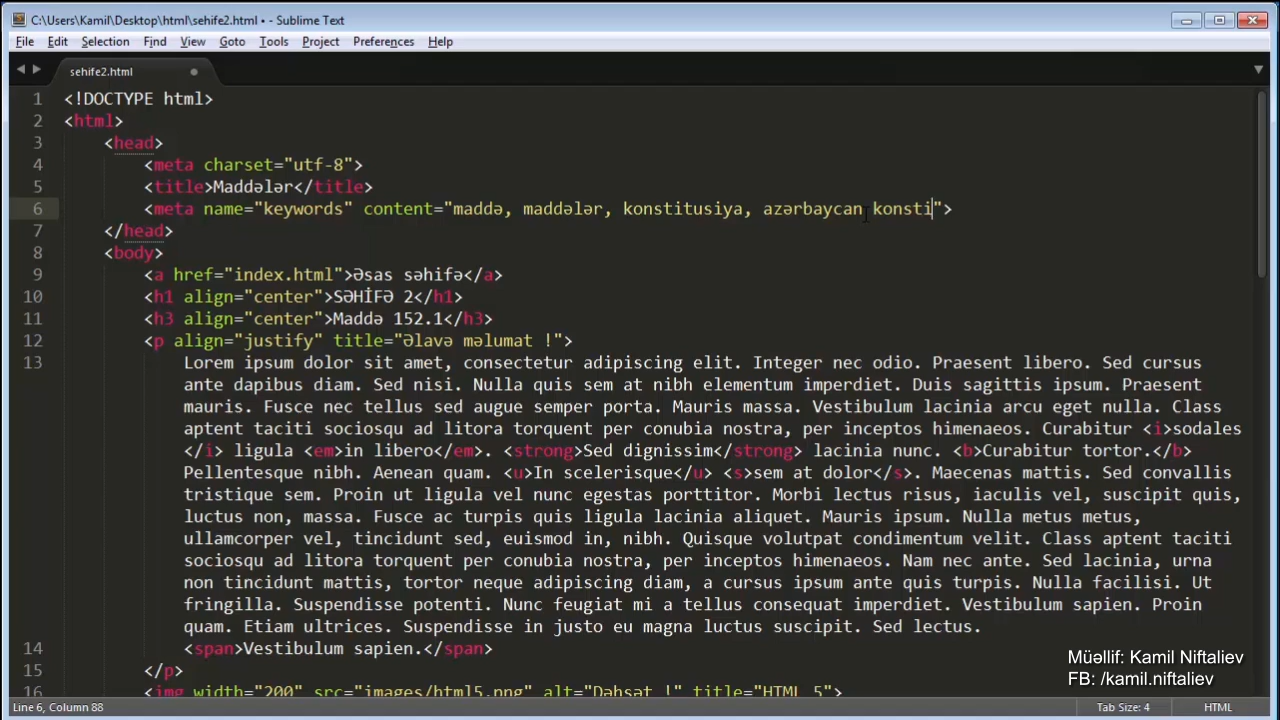 C:\Users\Kamil\Desktop\html\sehife2.html • - Sublime Text
File Edit Selection Find View Goto Tools Project Preferences Help
sehife2.html
1 <!DOCTYPE html>
2 <html>
3 <head>
4 <meta charset="utf-8">
5 <title>Maddələr</title>
6 <meta name="keywords" content="maddə, maddələr, konstitusiya, azərbaycan konsti">
7 </head>
8 <body>
9 <a href="index.html">Əsas səhifə</a>
10 <h1 align="center">SƏHİFƏ 2</h1>
11 <h3 align="center">Maddə 152.1</h3>
12 <p align="justify" title="Əlavə məlumat !">
13 Lorem ipsum dolor sit amet, consectetur adipiscing elit. Integer nec odio. Praesent libero. Sed cursus
ante dapibus diam. Sed nisi. Nulla quis sem at nibh elementum imperdiet. Duis sagittis ipsum. Praesent
mauris. Fusce nec tellus sed augue semper porta. Mauris massa. Vestibulum lacinia arcu eget nulla. Class
aptent taciti sociosqu ad litora torquent per conubia nostra, per inceptos himenaeos. Curabitur <i>sodales
</i> ligula <em>in libero</em>. <strong>Sed dignissim</strong> lacinia nunc. <b>Curabitur tortor.</b>
Pellentesque nibh. Aenean quam. <u>In scelerisque</u> <s>sem at dolor</s>. Maecenas mattis. Sed convallis
tristique sem. Proin ut ligula vel nunc egestas porttitor. Morbi lectus risus, iaculis vel, suscipit quis,
luctus non, massa. Fusce ac turpis quis ligula lacinia aliquet. Mauris ipsum. Nulla metus metus,
ullamcorper vel, tincidunt sed, euismod in, nibh. Quisque volutpat condimentum velit. Class aptent taciti
sociosqu ad litora torquent per conubia nostra, per inceptos himenaeos. Nam nec ante. Sed lacinia, urna
non tincidunt mattis, tortor neque adipiscing diam, a cursus ipsum ante quis turpis. Nulla facilisi. Ut
fringilla. Suspendisse potenti. Nunc feugiat mi a tellus consequat imperdiet. Vestibulum sapien. Proin
quam. Etiam ultrices. Suspendisse in justo eu magna luctus suscipit. Sed lectus.
14 <span>Vestibulum sapien.</span>
15 </p>
16 <img width="200" src="images/html5.png" alt="Dəhşət !" title="HTML 5">
Müəllif: Kamil Niftaliev
FB: /kamil.niftaliev
Line 6, Column 88 Tab Size: 4 HTML